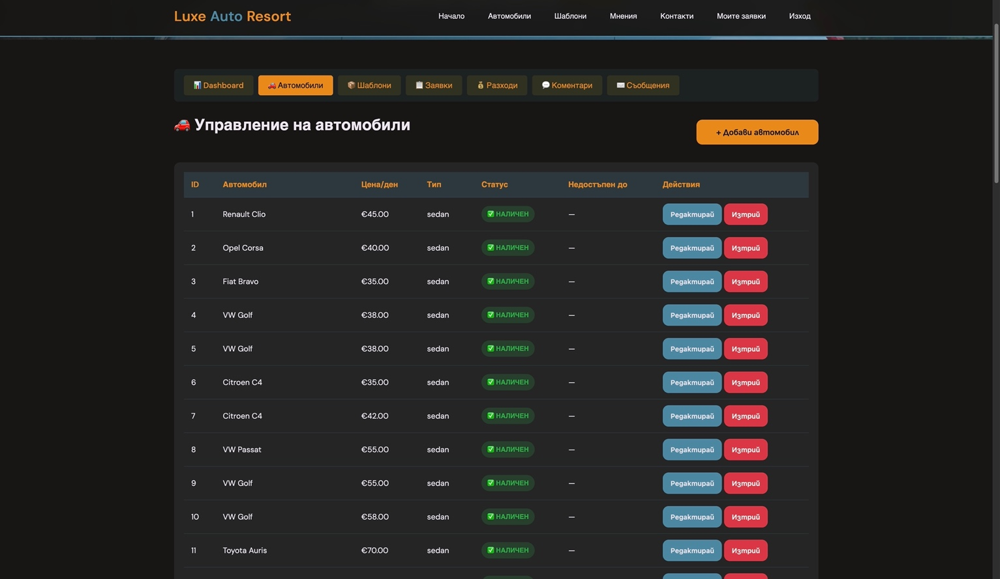 Luxe Auto Resort
Начало Автомобили Шаблони Мнения Контакти Моите заявки Изход
Dashboard Автомобили Шаблони Заявки Разходи Коментари Съобщения
Управление на автомобили
+ Добави автомобил
ID Автомобил Цена/ден Тип Статус Недостъпен до Действия
1 Renault Clio €45.00 sedan НАЛИЧЕН — Редактирай Изтрий
2 Opel Corsa €40.00 sedan НАЛИЧЕН — Редактирай Изтрий
3 Fiat Bravo €35.00 sedan НАЛИЧЕН — Редактирай Изтрий
4 VW Golf €38.00 sedan НАЛИЧЕН — Редактирай Изтрий
5 VW Golf €38.00 sedan НАЛИЧЕН — Редактирай Изтрий
6 Citroen C4 €35.00 sedan НАЛИЧЕН — Редактирай Изтрий
7 Citroen C4 €42.00 sedan НАЛИЧЕН — Редактирай Изтрий
8 VW Passat €55.00 sedan НАЛИЧЕН — Редактирай Изтрий
9 VW Golf €55.00 sedan НАЛИЧЕН — Редактирай Изтрий
10 VW Golf €58.00 sedan НАЛИЧЕН — Редактирай Изтрий
11 Toyota Auris €70.00 sedan НАЛИЧЕН — Редактирай Изтрий